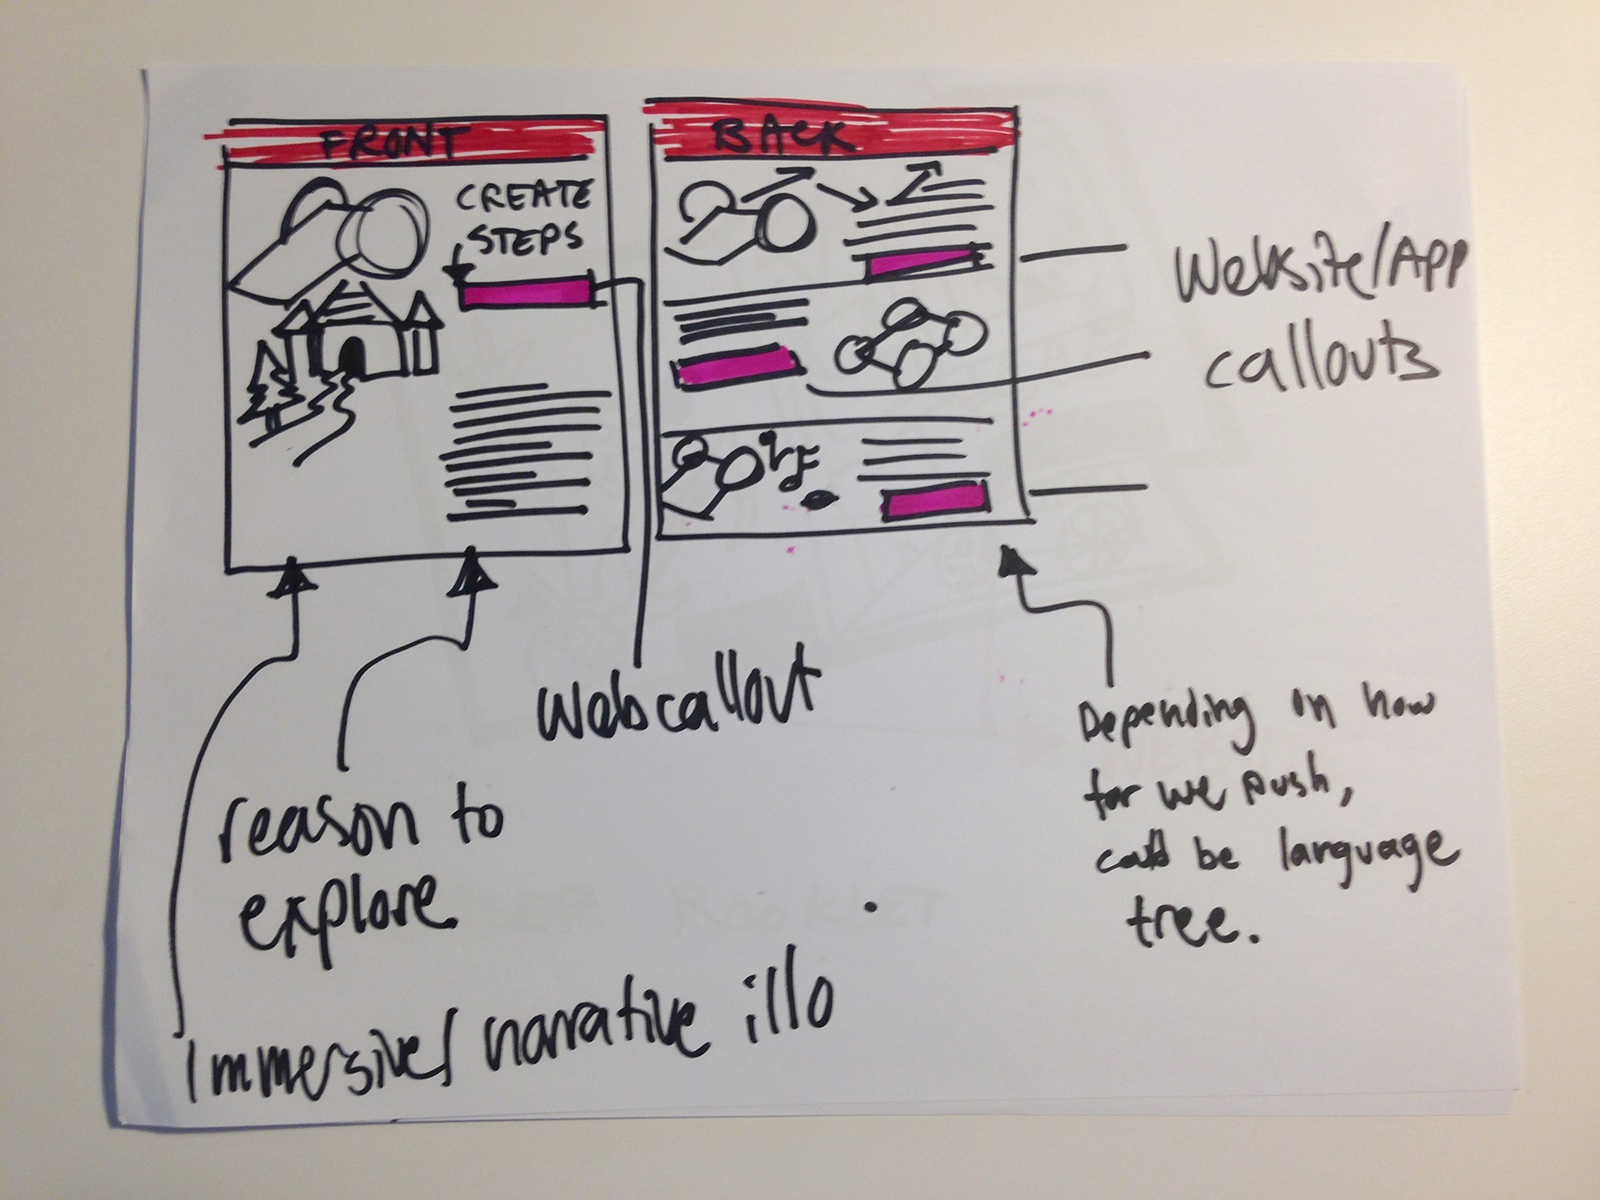 FRONT
CREATE
STEPS
BACK
Website/App
callouts
webcallout
reason to
explore
Immersive/narrative illo
Depending on how
far we push,
could be language
tree.